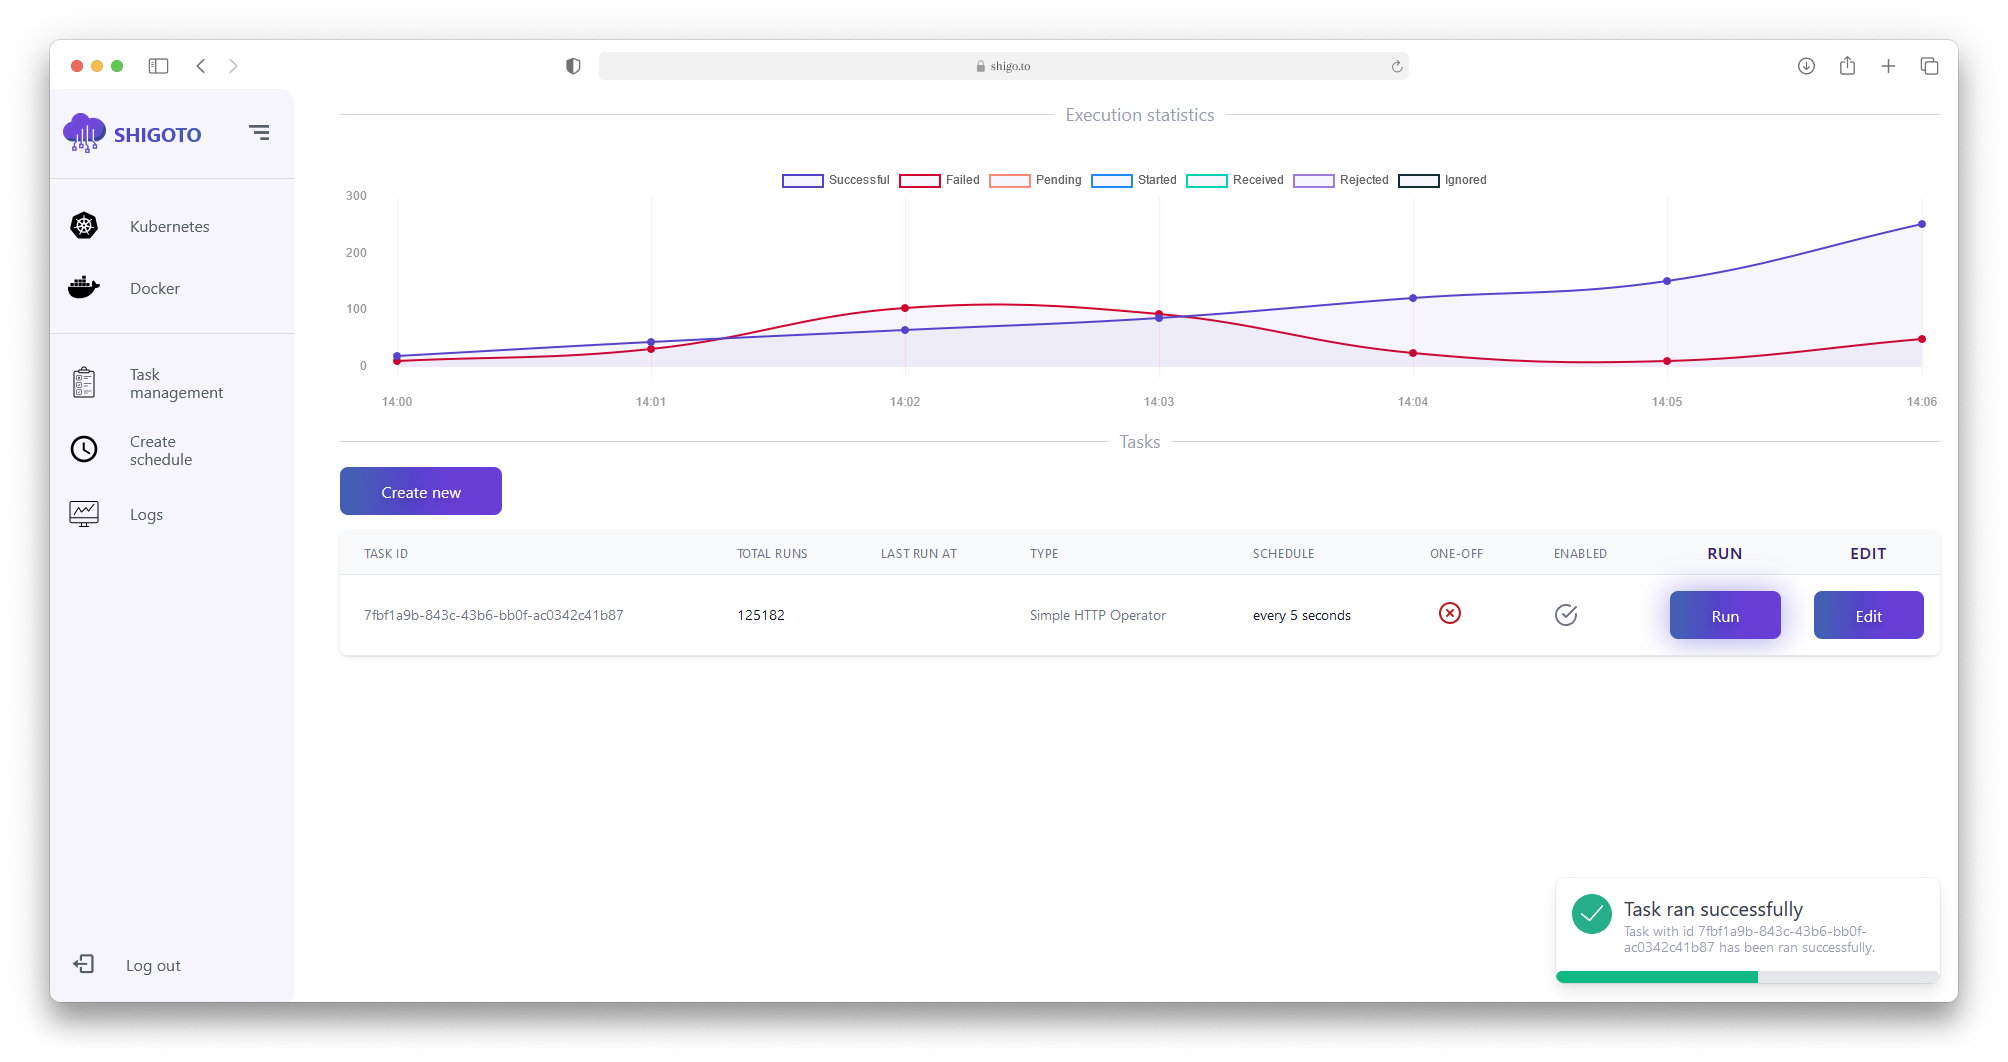 shigo.to
SHIGOTO
Kubernetes
Docker
Task
management
Create
schedule
Logs
Log out
Execution statistics
Successful Failed Pending Started Received Rejected Ignored
300
200
100
0
14:00 14:01 14:02 14:03 14:04 14:05 14:06
Tasks
Create new
TASK ID TOTAL RUNS LAST RUN AT TYPE SCHEDULE ONE-OFF ENABLED RUN EDIT
7fbf1a9b-843c-43b6-bb0f-ac0342c41b87 125182 Simple HTTP Operator every 5 seconds Run Edit
Task ran successfully
Task with id 7fbf1a9b-843c-43b6-bb0f-
ac0342c41b87 has been ran successfully.